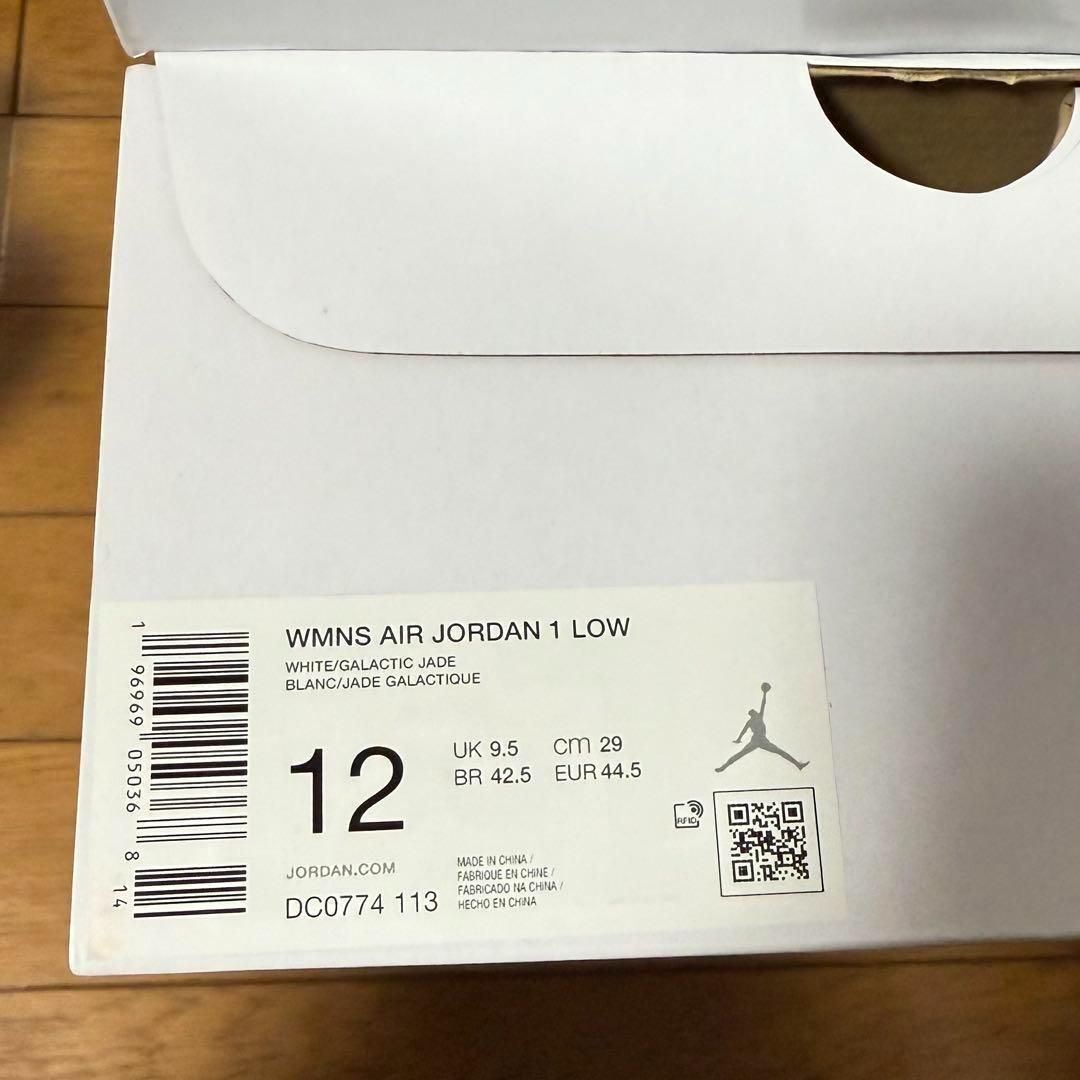 WMNS AIR JORDAN 1 LOW
WHITE/GALACTIC JADE
BLANC/JADE GALACTIQUE
12
UK 9.5 cm 29
BR 42.5 EUR 44.5
RFID
JORDAN.COM
DC0774 113
MADE IN CHINA /
FABRIQUE EN CHINE /
FABRICADO NA CHINA /
HECHO EN CHINA
1 96969 05036 8 14